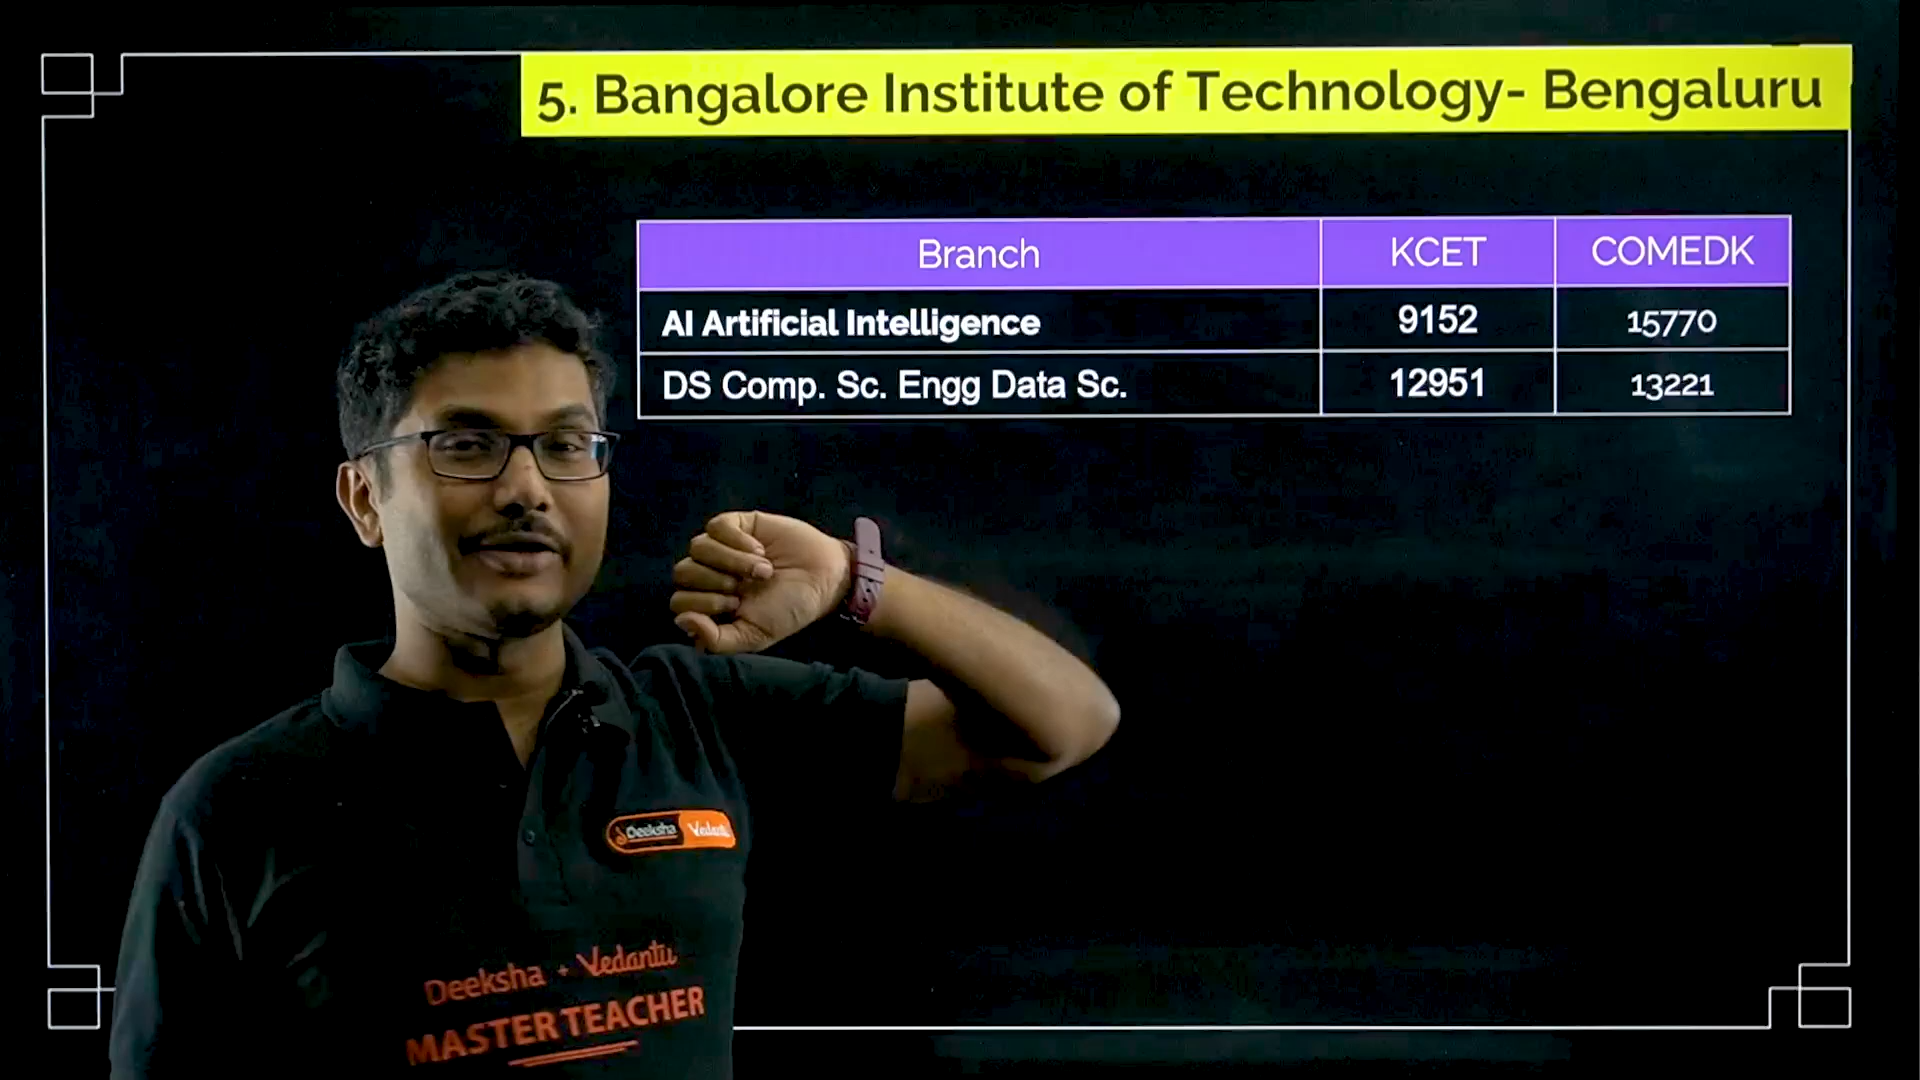 5. Bangalore Institute of Technology- Bengaluru
Branch KCET COMEDK
AI Artificial Intelligence 9152 15770
DS Comp. Sc. Engg Data Sc. 12951 13221
Deeksha Vedantu
Deeksha · Vedantu
MASTER TEACHER